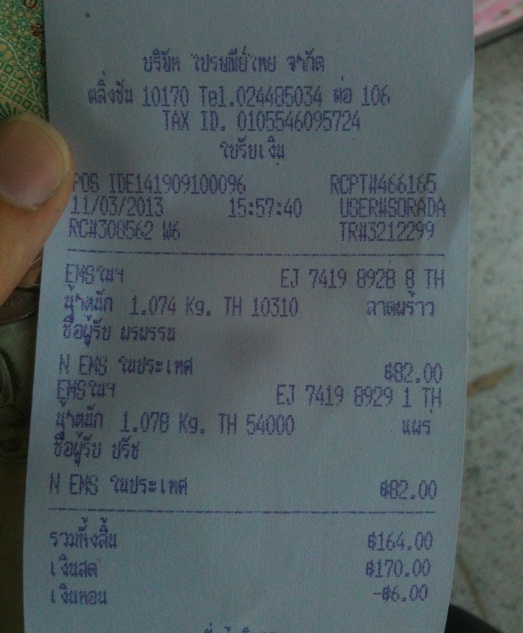 บริษัท ไปรษณีย์ไทย จำกัด
ตลิ่งชัน 10170 Tel.024485034 ต่อ 106
TAX ID. 0105546095724
ใบรับเงิน
POS IDE141909100096 RCPT#466165
11/03/2013 15:57:40 USER#SORADA
RC#308562 W6 TR#3212299
EMSในฯ EJ 7419 8928 8 TH
น้ำหนัก 1.074 Kg. TH 10310 ลาดพร้าว
ชื่อผู้รับ มรมรรน
N EMS ในประเทศ ฿82.00
EMSในฯ EJ 7419 8929 1 TH
น้ำหนัก 1.078 Kg. TH 54000 แพร่
ชื่อผู้รับ ปรัช
N EMS ในประเทศ ฿82.00
รวมทั้งสิ้น ฿164.00
เงินสด ฿170.00
เงินทอน -฿6.00